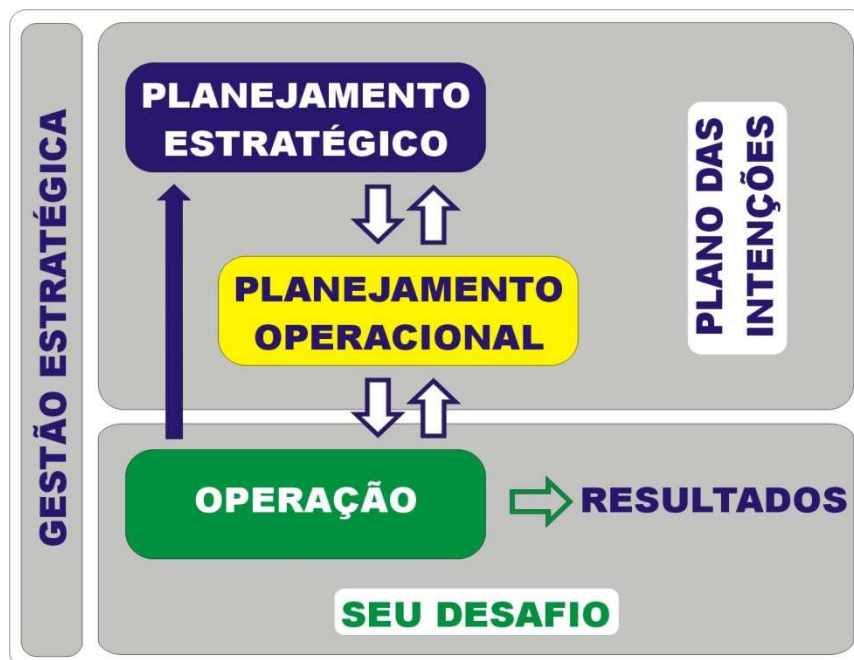 GESTÃO ESTRATÉGICA
PLANEJAMENTO
ESTRATÉGICO
PLANO DAS
INTENÇÕES
PLANEJAMENTO
OPERACIONAL
OPERAÇÃO
RESULTADOS
SEU DESAFIO